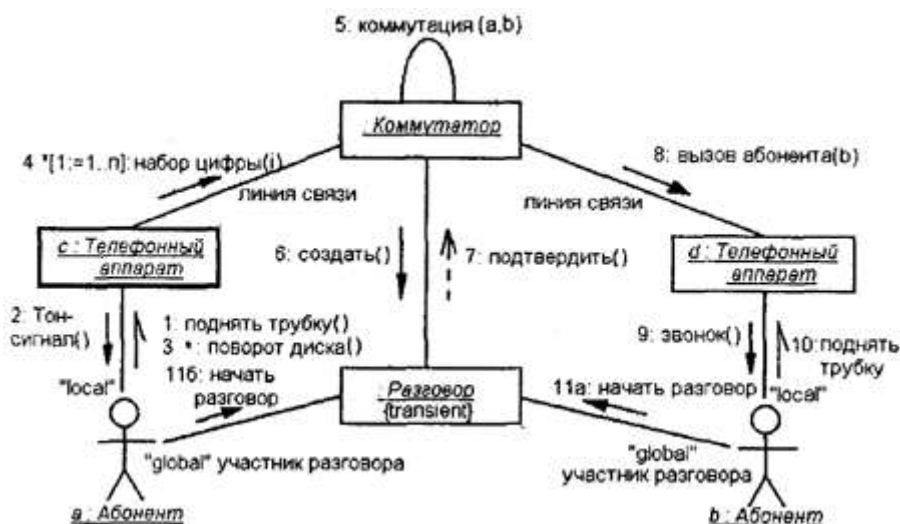 5: коммутация (a,b)
: Коммутатор
4 *[1:=1..n]: набор цифры(i)
8: вызов абонента(b)
линия связи
линия связи
c : Телефонный
аппарат
6: создать()
7: подтвердить()
d : Телефонный
аппарат
2: Тон-
сигнал()
1: поднять трубку()
3 *: поворот диска()
9: звонок()
10: поднять
трубку
11б: начать
разговор
: Разговор
{transient}
11а: начать разговор
"local"
"local"
"global" участник разговора
"global"
участник разговора
a : Абонент
b : Абонент